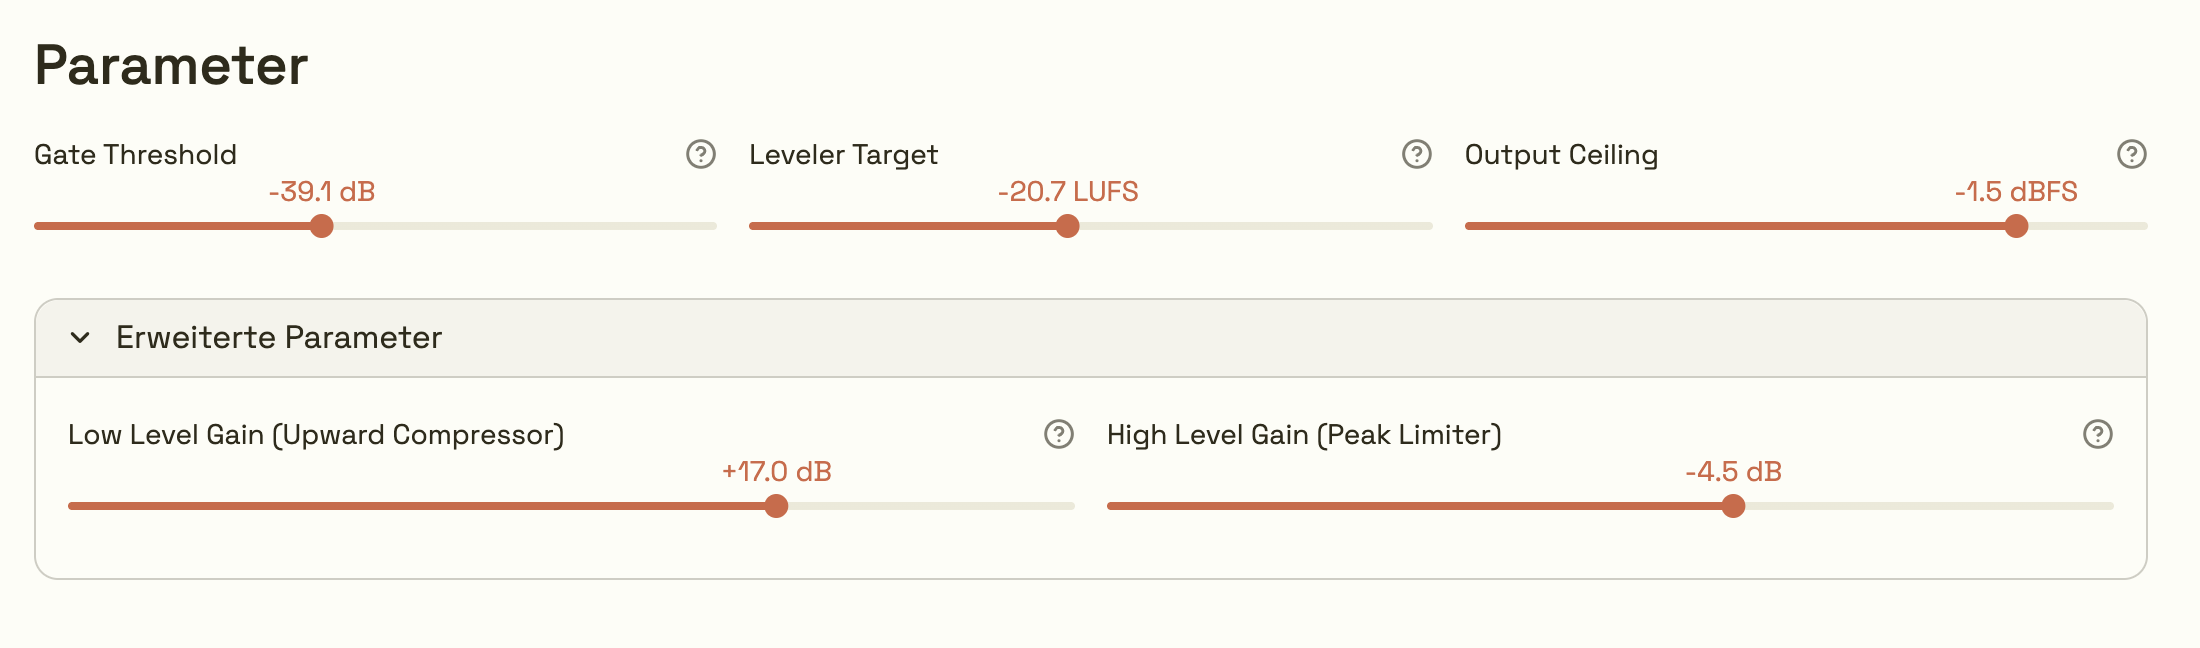 Parameter
Gate Threshold
-39.1 dB
Leveler Target
-20.7 LUFS
Output Ceiling
-1.5 dBFS
Erweiterte Parameter
Low Level Gain (Upward Compressor)
+17.0 dB
High Level Gain (Peak Limiter)
-4.5 dB